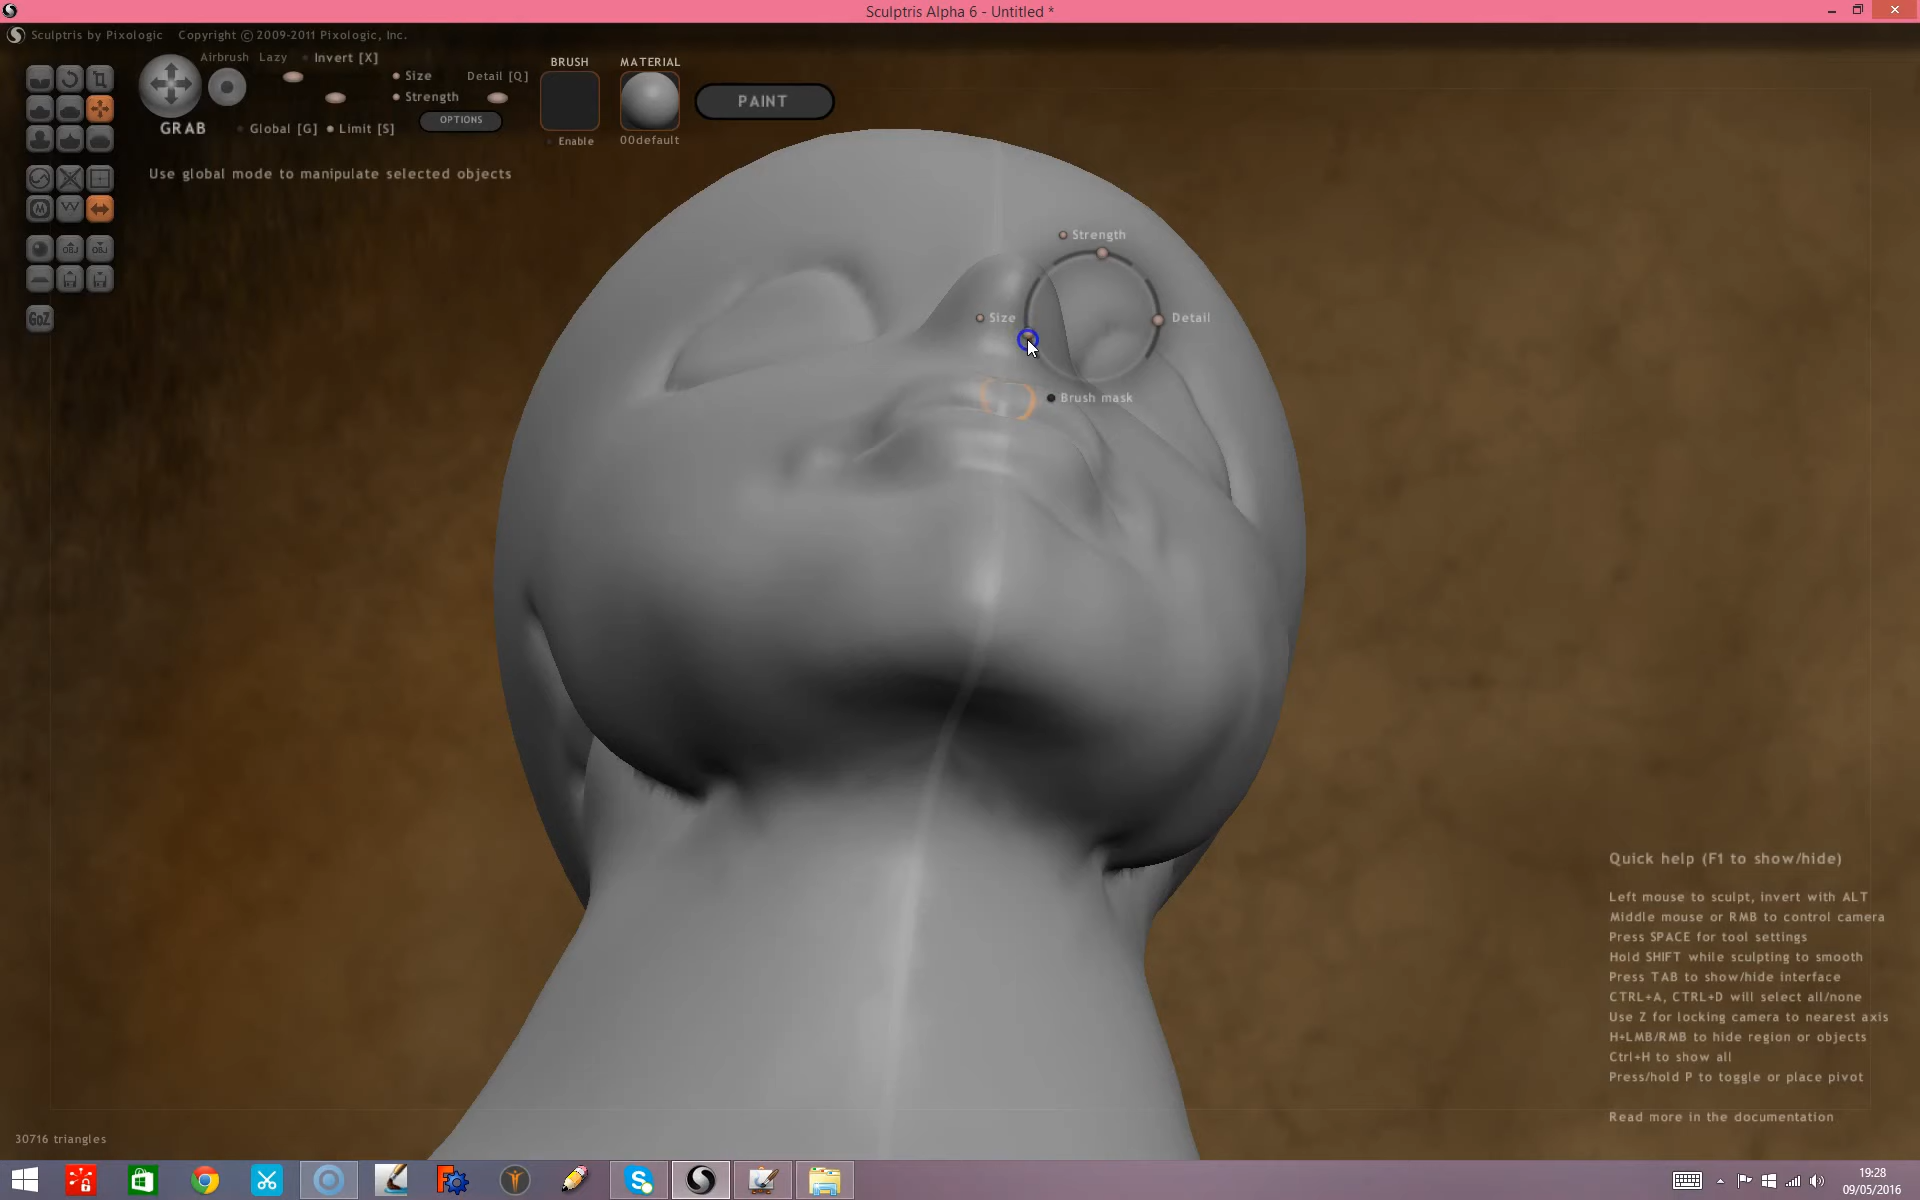 Sculptris Alpha 6 - Untitled *
Sculptris by Pixologic Copyright © 2009-2011 Pixologic, Inc.
Airbrush Lazy Invert [X]
Size Detail [Q]
Strength
GRAB Global [G] Limit [S] OPTIONS
BRUSH
Enable
MATERIAL
00default
PAINT
Use global mode to manipulate selected objects
OBJ OBJ
GoZ
Strength
Size
Detail
Brush mask
Quick help (F1 to show/hide)
Left mouse to sculpt, invert with ALT
Middle mouse or RMB to control camera
Press SPACE for tool settings
Hold SHIFT while sculpting to smooth
Press TAB to show/hide interface
CTRL+A, CTRL+D will select all/none
Use Z for locking camera to nearest axis
H+LMB/RMB to hide region or objects
Ctrl+H to show all
Press/hold P to toggle or place pivot
Read more in the documentation
30716 triangles
19:28
09/05/2016